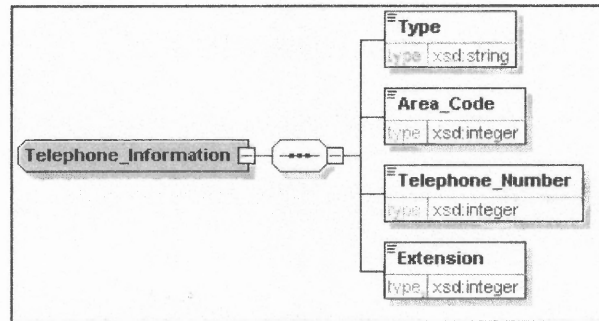 Telephone_Information
Type
type xsd:string
Area_Code
type xsd:integer
Telephone_Number
type xsd:integer
Extension
type xsd:integer